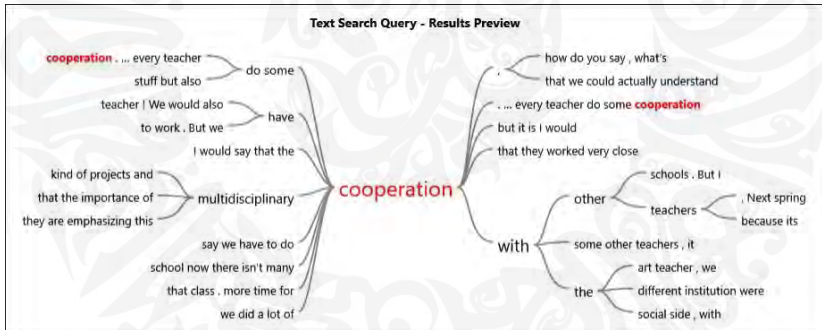 Text Search Query - Results Preview
cooperation . ... every teacher
stuff but also
do some
teacher ! We would also
to work . But we
have
I would say that the
kind of projects and
that the importance of
they are emphasizing this
multidisciplinary
say we have to do
school now there isn't many
that class . more time for
we did a lot of
cooperation
,
how do you say , what's
that we could actually understand
. ... every teacher do some cooperation
but it is I would
that they worked very close
with
other
schools . But I
teachers
, Next spring
because its
some other teachers , it
the
art teacher , we
different institution were
social side , with